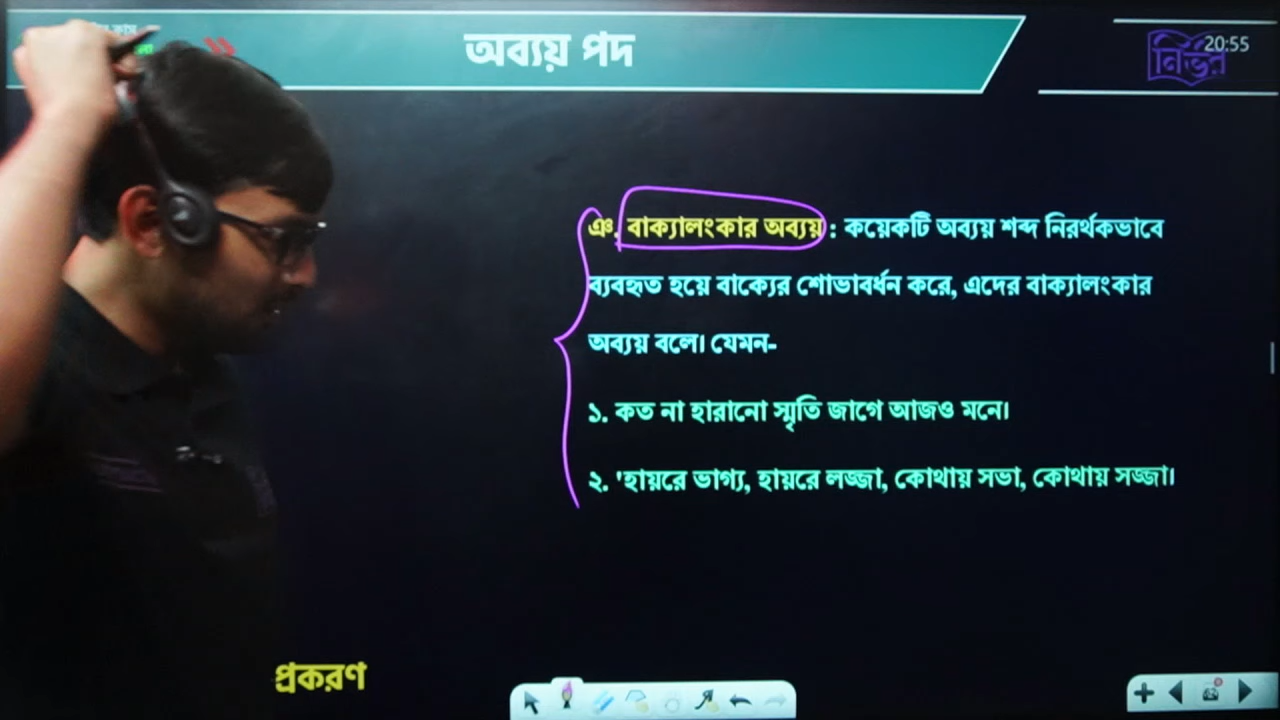 অব্যয় পদ
20:55
নির্ভর
ঞ. বাক্যালংকার অব্যয় : কয়েকটি অব্যয় শব্দ নিরর্থকভাবে
ব্যবহৃত হয়ে বাক্যের শোভাবর্ধন করে, এদের বাক্যালংকার
অব্যয় বলে। যেমন-
১. কত না হারানো স্মৃতি জাগে আজও মনে।
২. 'হায়রে ভাগ্য, হায়রে লজ্জা, কোথায় সভা, কোথায় সজ্জা।
প্রকরণ